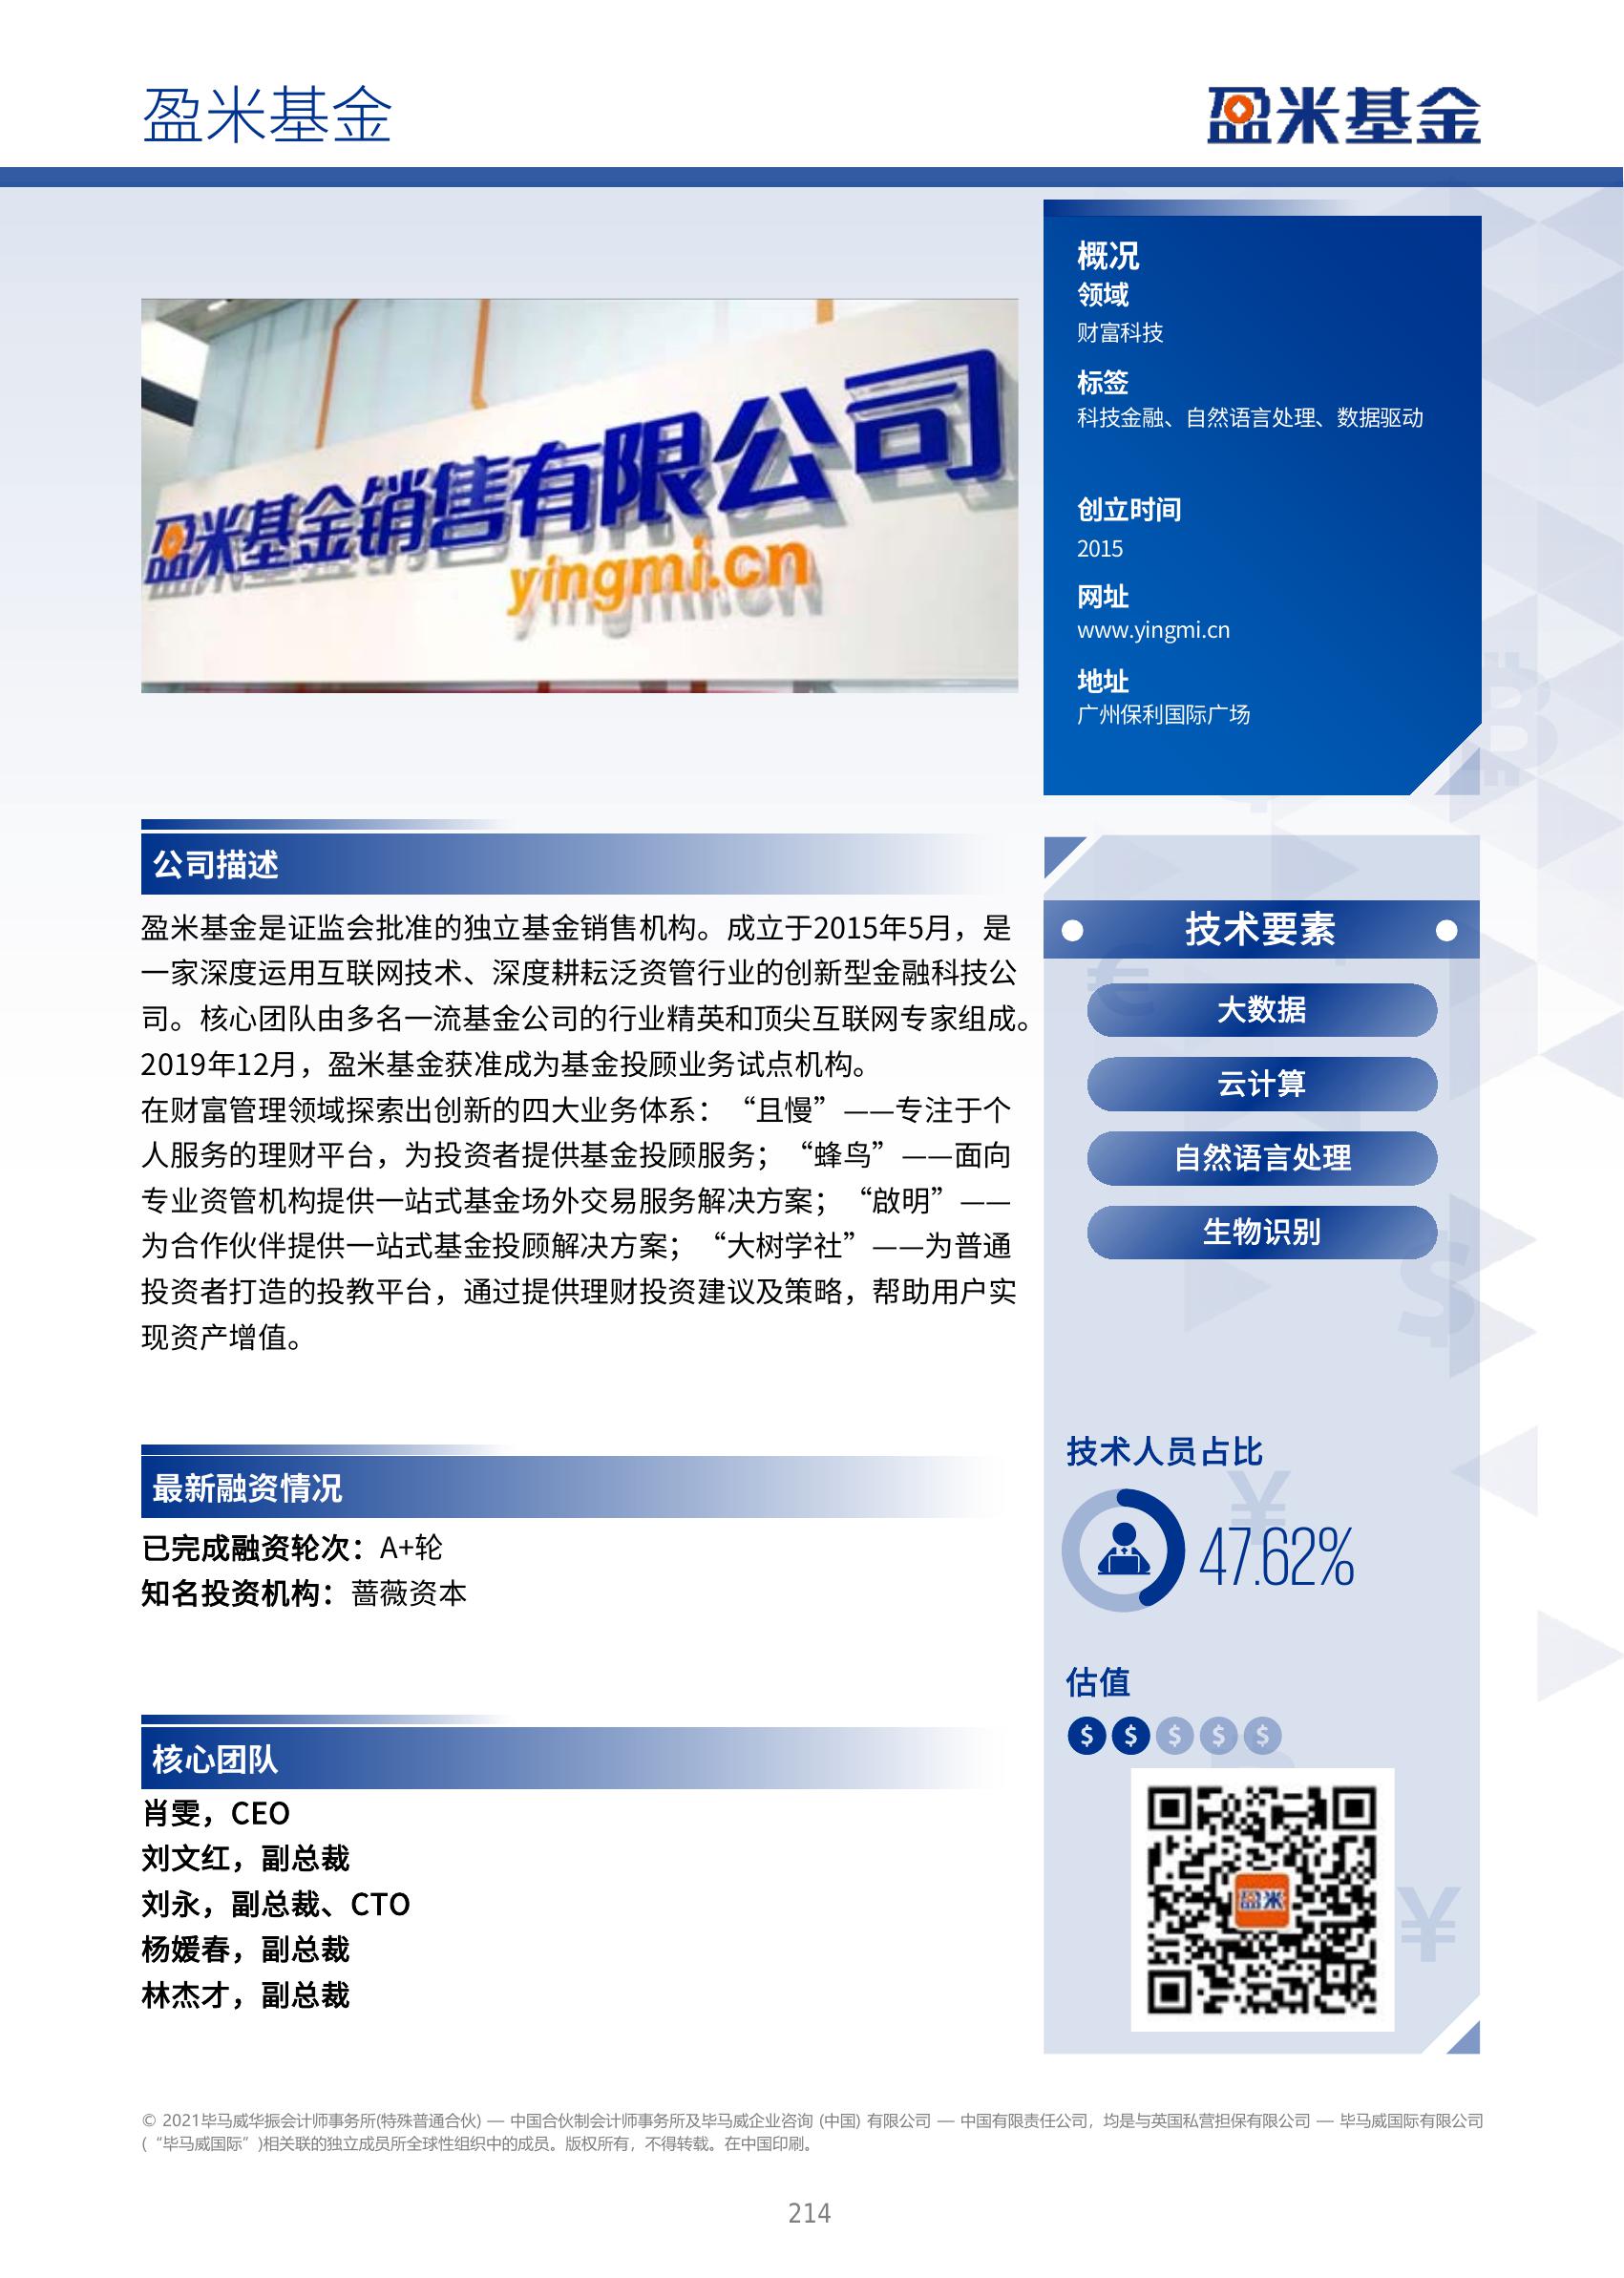 盈米基金
盈米基金
盈米基金销售有限公司
yingmi.cn
概况
领域
财富科技
标签
科技金融、自然语言处理、数据驱动
创立时间
2015
网址
www.yingmi.cn
地址
广州保利国际广场
公司描述
盈米基金是证监会批准的独立基金销售机构。成立于2015年5月，是
一家深度运用互联网技术、深度耕耘泛资管行业的创新型金融科技公
司。核心团队由多名一流基金公司的行业精英和顶尖互联网专家组成。
2019年12月，盈米基金获准成为基金投顾业务试点机构。
在财富管理领域探索出创新的四大业务体系：“且慢”——专注于个
人服务的理财平台，为投资者提供基金投顾服务；“蜂鸟”——面向
专业资管机构提供一站式基金场外交易服务解决方案；“啟明”——
为合作伙伴提供一站式基金投顾解决方案；“大树学社”——为普通
投资者打造的投教平台，通过提供理财投资建议及策略，帮助用户实
现资产增值。
最新融资情况
已完成融资轮次：A+轮
知名投资机构：蔷薇资本
核心团队
肖雯，CEO
刘文红，副总裁
刘永，副总裁、CTO
杨媛春，副总裁
林杰才，副总裁
技术要素
大数据
云计算
自然语言处理
生物识别
技术人员占比
47.62%
估值
$ $ $ $ $
盈米
© 2021毕马威华振会计师事务所(特殊普通合伙) — 中国合伙制会计师事务所及毕马威企业咨询 (中国) 有限公司 — 中国有限责任公司，均是与英国私营担保有限公司 — 毕马威国际有限公司
(“毕马威国际”)相关联的独立成员所全球性组织中的成员。版权所有，不得转载。在中国印刷。
214